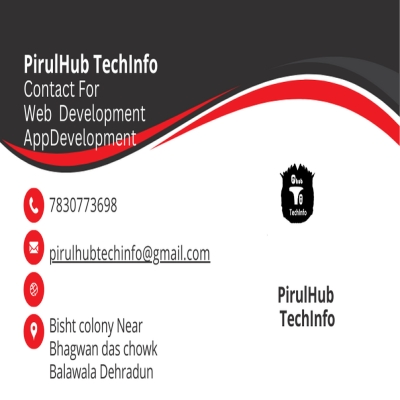 PirulHub TechInfo
Contact For
Web Development
AppDevelopment
7830773698
pirulhubtechinfo@gmail.com
Bisht colony Near
Bhagwan das chowk
Balawala Dehradun
TechInfo
PirulHub
TechInfo